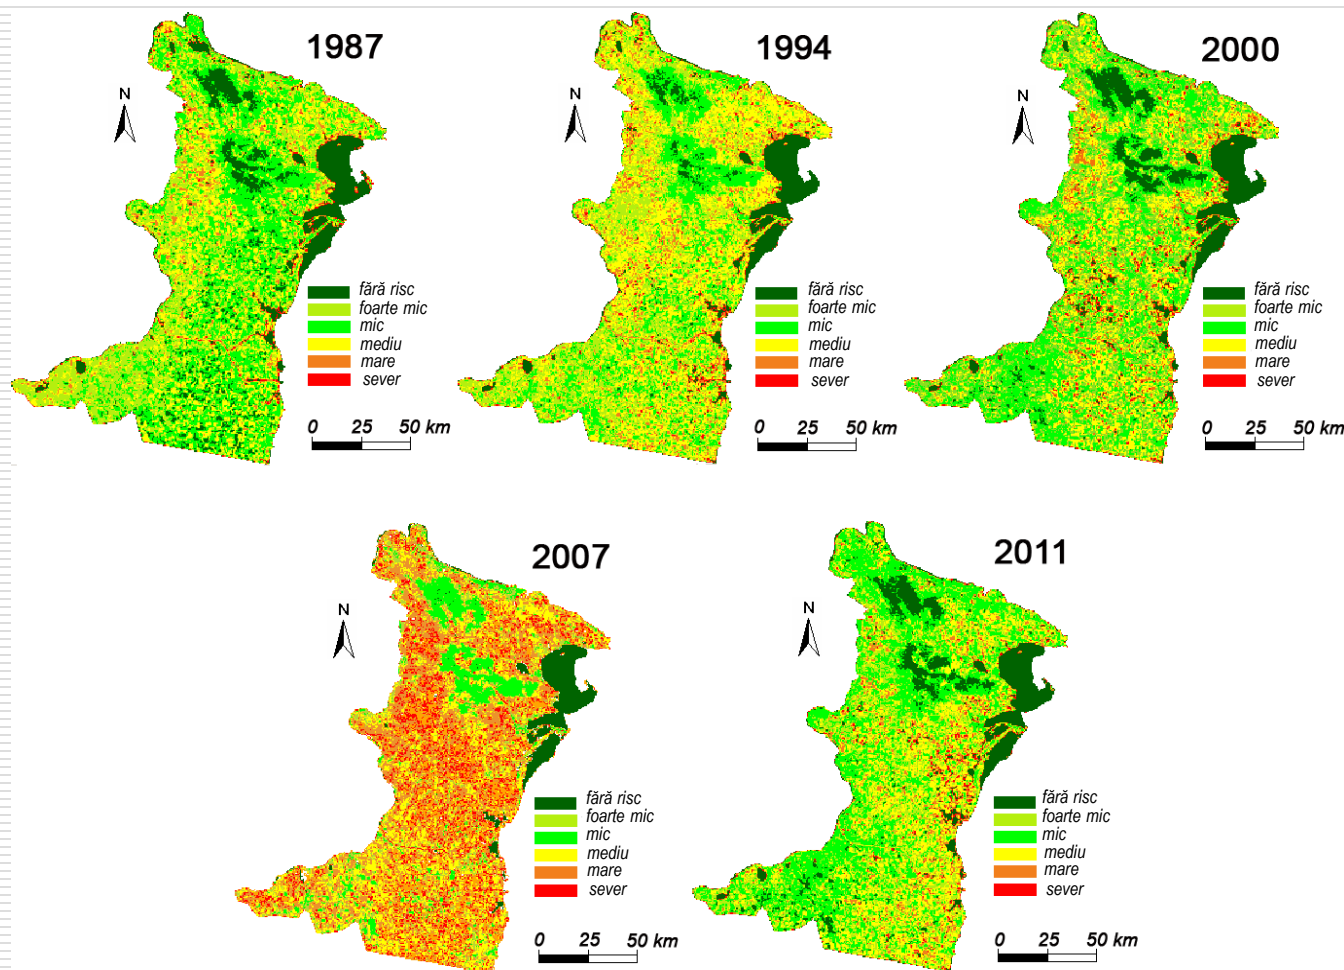 1987
N
fără risc
foarte mic
mic
mediu
mare
sever
0 25 50 km
1994
N
fără risc
foarte mic
mic
mediu
mare
sever
0 25 50 km
2000
N
fără risc
foarte mic
mic
mediu
mare
sever
0 25 50 km
2007
N
fără risc
foarte mic
mic
mediu
mare
sever
0 25 50 km
2011
N
fără risc
foarte mic
mic
mediu
mare
sever
0 25 50 km